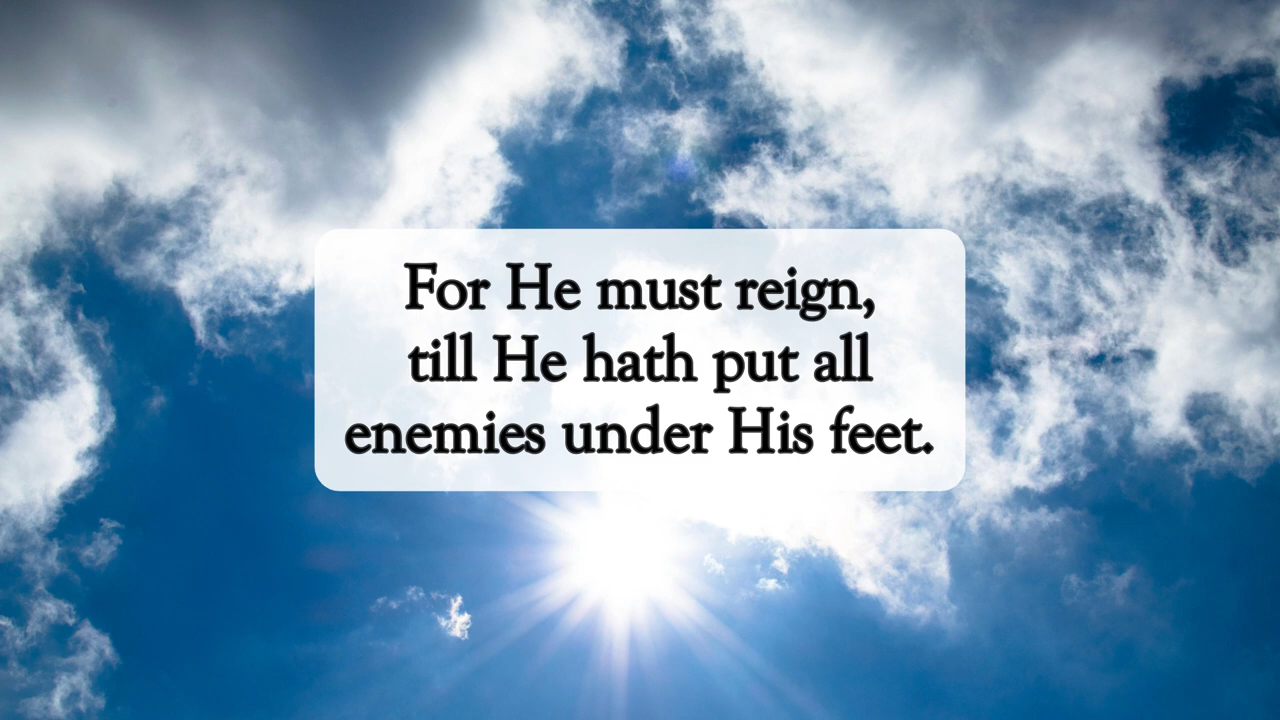 For He must reign,
till He hath put all
enemies under His feet.